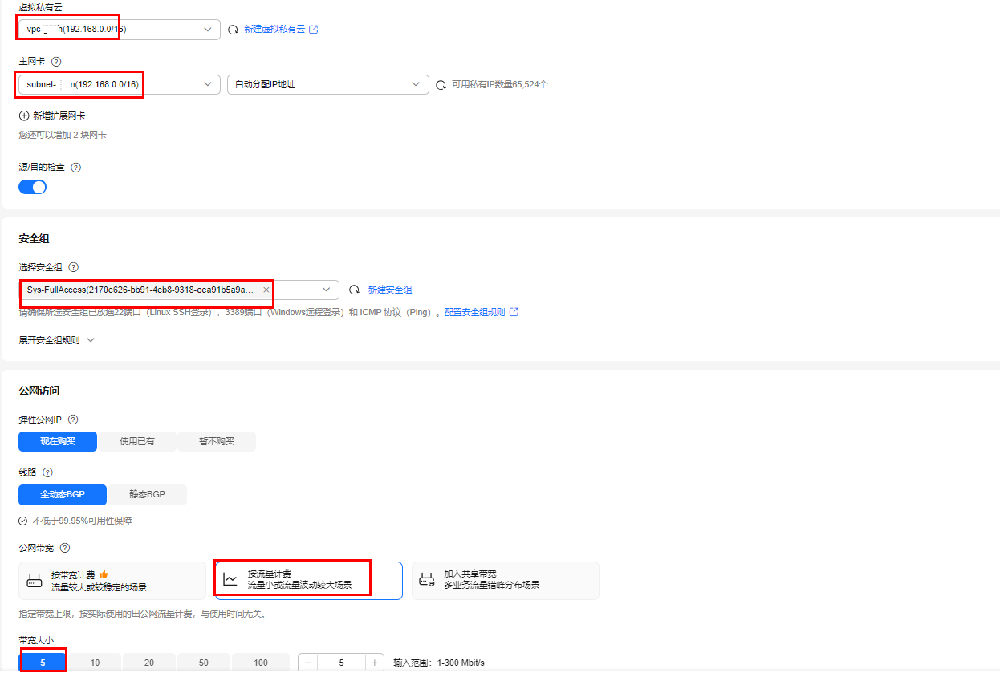 虚拟私有云
vpc- (192.168.0.0/16) 新建虚拟私有云
主网卡
subnet- n(192.168.0.0/16) 自动分配IP地址 可用私有IP数量65,524个
新增扩展网卡
您还可以增加 2 块网卡
源/目的检查
安全组
选择安全组
Sys-FullAccess(2170e626-bb91-4eb8-9318-eea91b5a9a... 新建安全组
请确保所选安全组已放通22端口（Linux SSH登录），3389端口（Windows远程登录）和 ICMP 协议（Ping）。配置安全组规则
展开安全组规则
公网访问
弹性公网IP
现在购买 使用已有 暂不购买
线路
全动态BGP 静态BGP
不低于99.95%可用性保障
公网带宽
按带宽计费
流量较大或较稳定的场景
按流量计费
流量小或流量波动较大场景
加入共享带宽
多业务流量错峰分布场景
指定带宽上限，按实际使用的出公网流量计费，与使用时间无关。
带宽大小
5 10 20 50 100 − 5 + 输入范围：1-300 Mbit/s